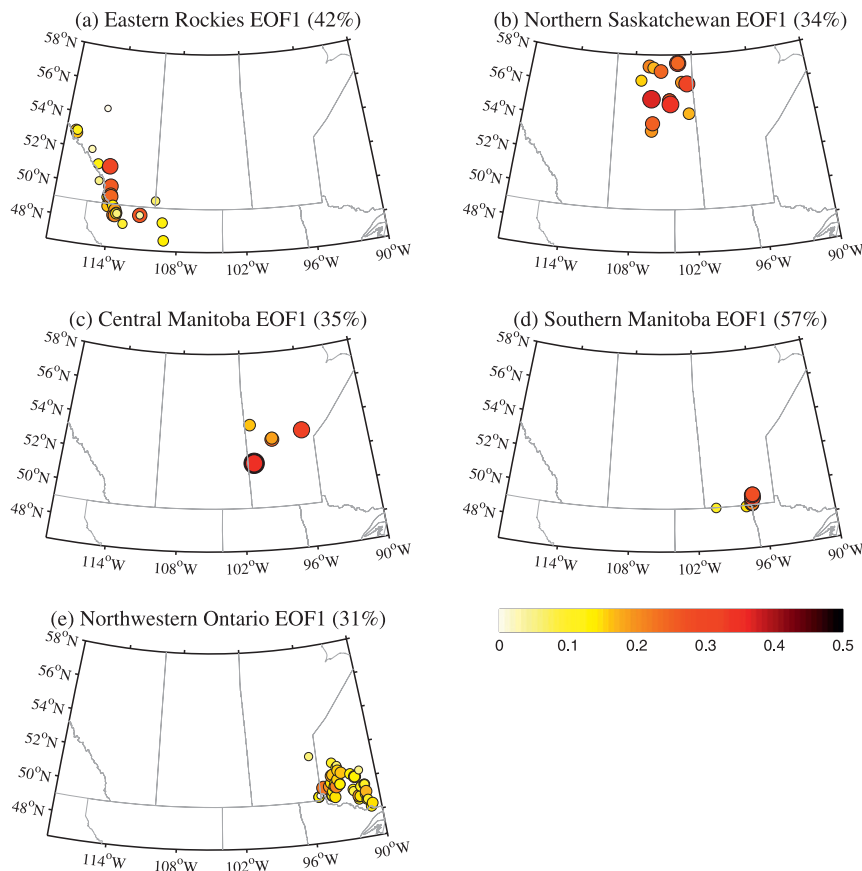 (a) Eastern Rockies EOF1 (42%)
58°N
56°N
54°N
52°N
50°N
48°N
114°W
108°W
102°W
96°W
90°W
(b) Northern Saskatchewan EOF1 (34%)
58°N
56°N
54°N
52°N
50°N
48°N
114°W
108°W
102°W
96°W
90°W
(c) Central Manitoba EOF1 (35%)
58°N
56°N
54°N
52°N
50°N
48°N
114°W
108°W
102°W
96°W
90°W
(d) Southern Manitoba EOF1 (57%)
58°N
56°N
54°N
52°N
50°N
48°N
114°W
108°W
102°W
96°W
90°W
(e) Northwestern Ontario EOF1 (31%)
58°N
56°N
54°N
52°N
50°N
48°N
114°W
108°W
102°W
96°W
90°W
0 0.1 0.2 0.3 0.4 0.5